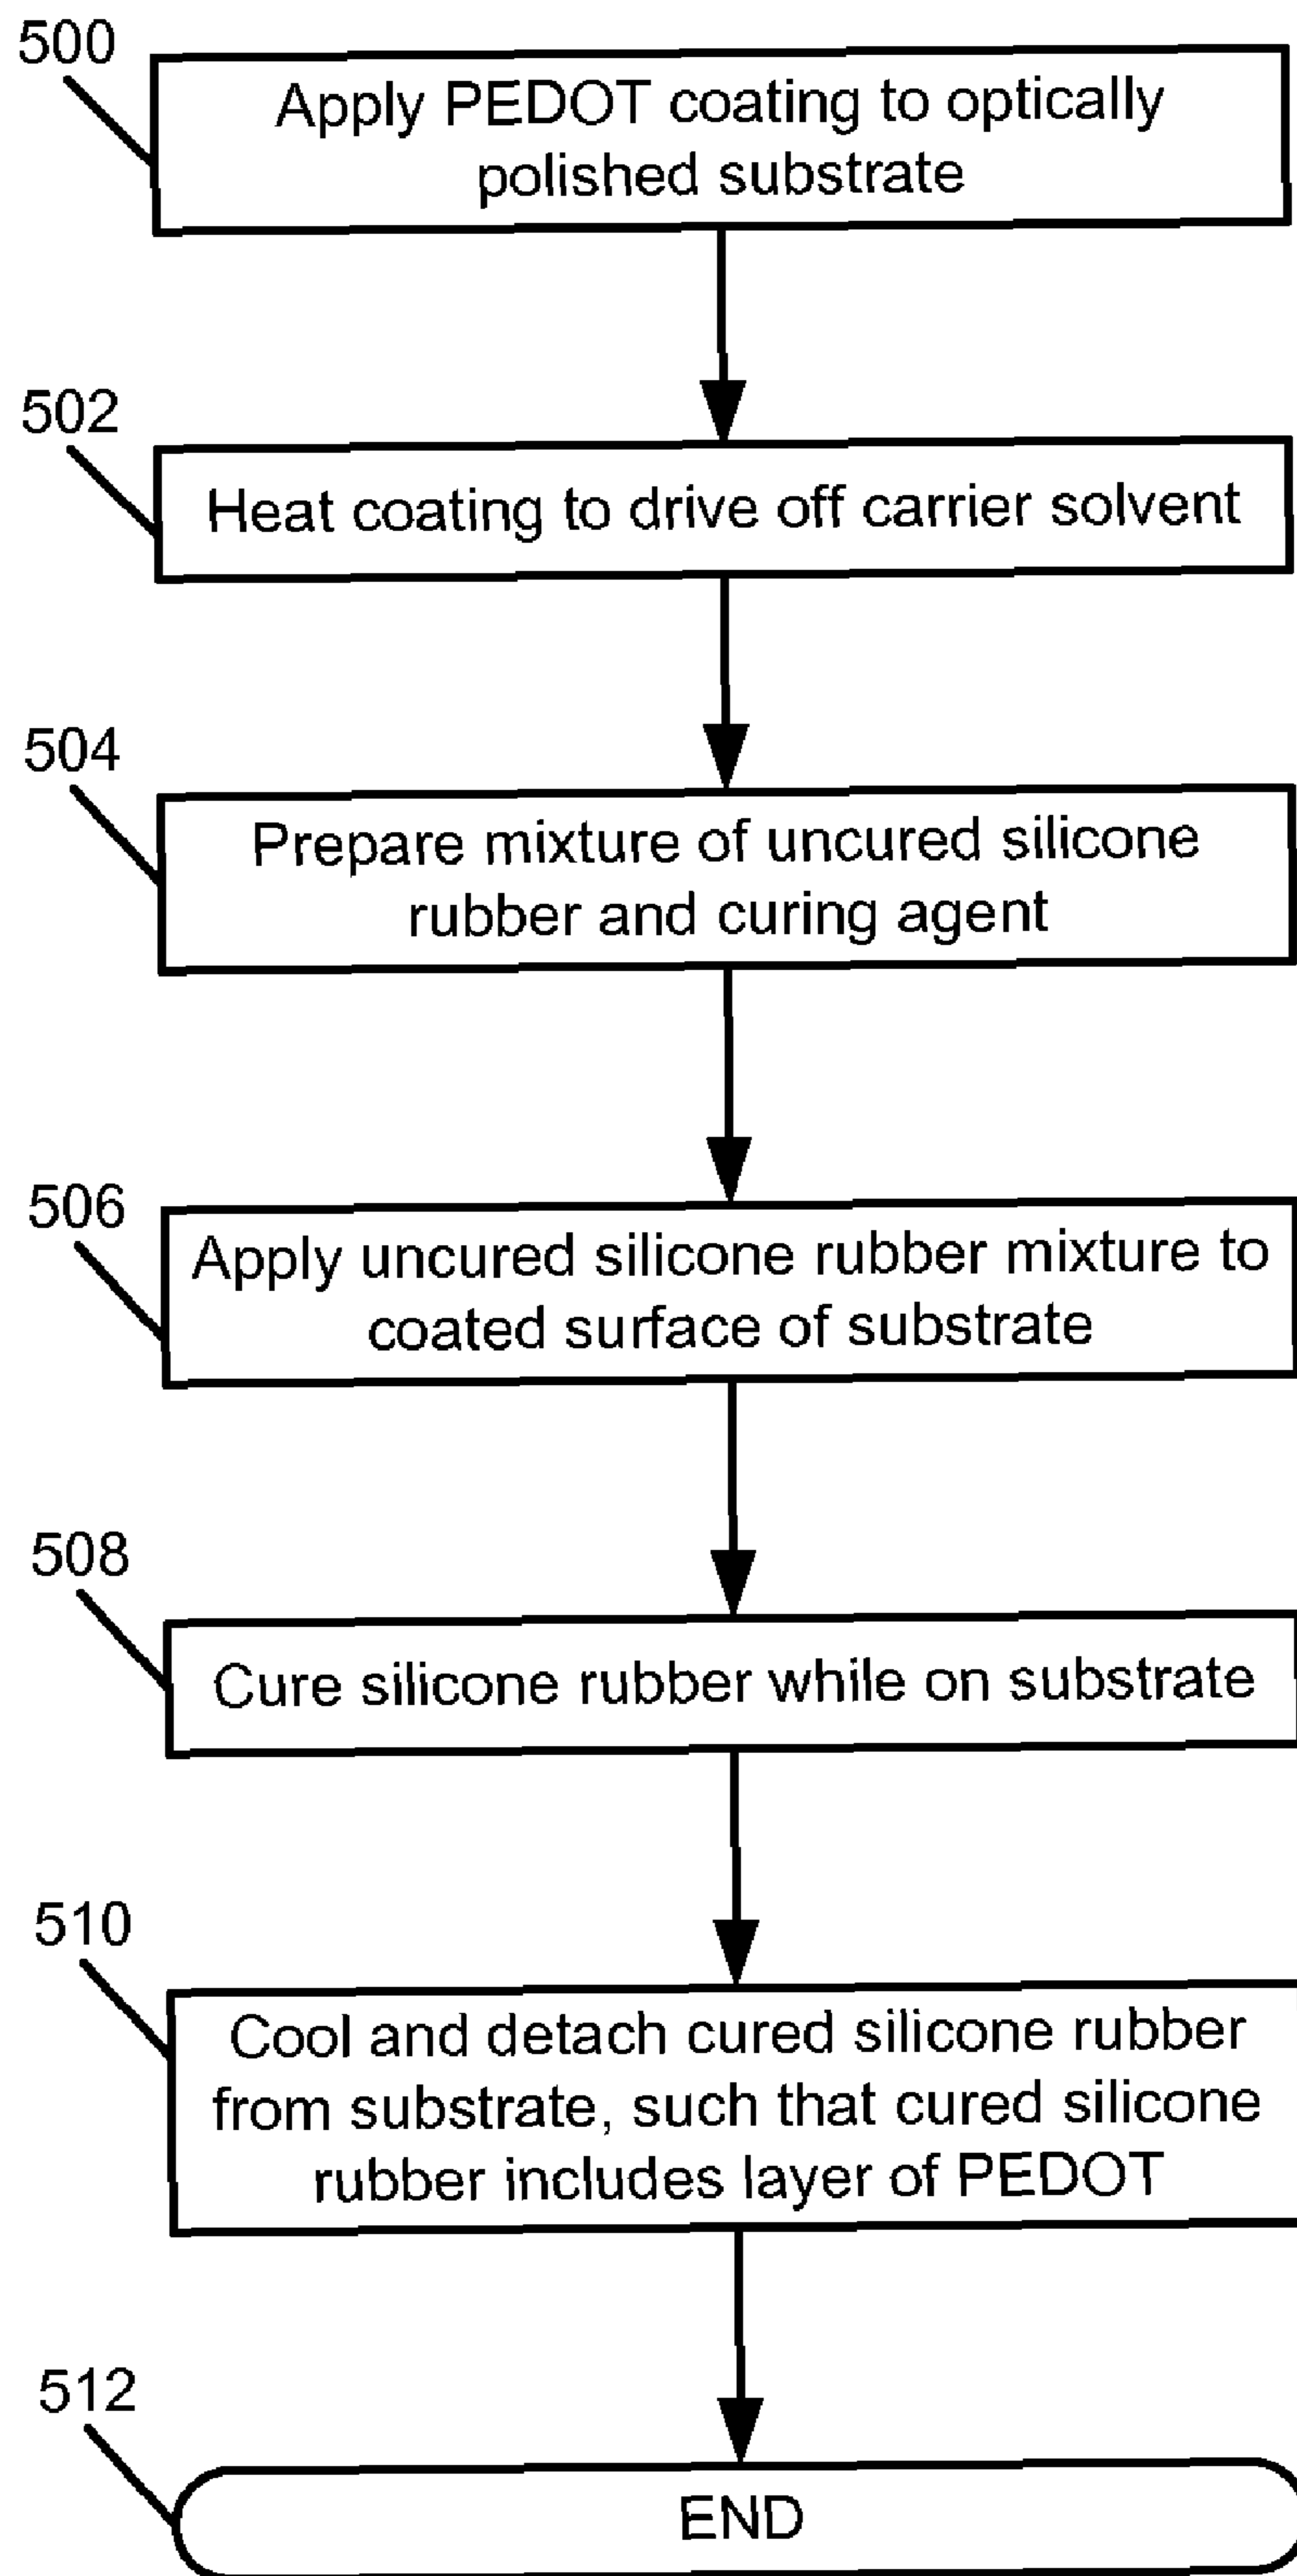 500
Apply PEDOT coating to optically
polished substrate
502
Heat coating to drive off carrier solvent
504
Prepare mixture of uncured silicone
rubber and curing agent
506
Apply uncured silicone rubber mixture to
coated surface of substrate
508
Cure silicone rubber while on substrate
510
Cool and detach cured silicone rubber
from substrate, such that cured silicone
rubber includes layer of PEDOT
512
END